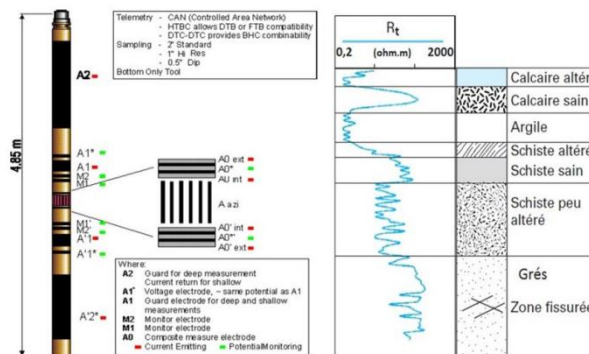 Telemetry - CAN (Controlled Area Network)
- HTBC allows DTB or FTB compatibility
- DTC-DTC provides BHC combinability
Sampling - 2' Standard
- 1" Hi Res
- 0.5" Dip
Bottom Only Tool
4.85 m
A2
A1*
A1
M2
M1
M1'
M2'
A'1
A'1*
A'2*
A0 ext
A0*
A0 int
A azi
A0' int
A0*'
A0' ext
Where:
A2 Guard for deep measurement
Current return for shallow
A1* Voltage electrode, ~ same potential as A1
A1 Guard electrode for deep and shallow
measurements
M2 Monitor electrode
M1 Monitor electrode
A0 Composite measure electrode
Current Emitting PotentialMonitoring
Rt
0,2 (ohm.m) 2000
Calcaire altéré
Calcaire sain
Argile
Schiste altéré
Schiste sain
Schiste peu
altéré
Grés
Zone fissurée